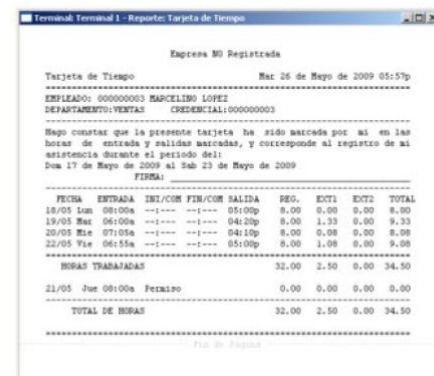 Terminal: Terminal 1 - Reporte: Tarjeta de Tiempo
Empresa NO Registrada
Tarjeta de Tiempo Mar 26 de Mayo de 2009 05:57p
EMPLEADO: 000000003 MARCELINO LOPEZ
DEPARTAMENTO:VENTAS CREDENCIAL:000000003
Hago constar que la presente tarjeta ha sido marcada por mi en las
horas de entrada y salidas marcadas, y corresponde al registro de mi
asistencia durante el periodo del:
Dom 17 de Mayo de 2009 al Sab 23 de Mayo de 2009
FIRMA:
FECHA ENTRADA INI/COM FIN/COM SALIDA REG. EXT1 EXT2 TOTAL
18/05 Lun 08:00a --:--- --:--- 05:00p 8.00 0.00 0.00 8.00
19/05 Mar 06:00a --:--- --:--- 04:20p 8.00 1.33 0.00 9.33
20/05 Mie 07:05a --:--- --:--- 04:10p 8.00 0.08 0.00 8.08
22/05 Vie 06:55a --:--- --:--- 05:00p 8.00 1.08 0.00 9.08
HORAS TRABAJADAS 32.00 2.50 0.00 34.50
21/05 Jue 08:00a Permiso 0.00 0.00 0.00 0.00
TOTAL DE HORAS 32.00 2.50 0.00 34.50
Fin de Página